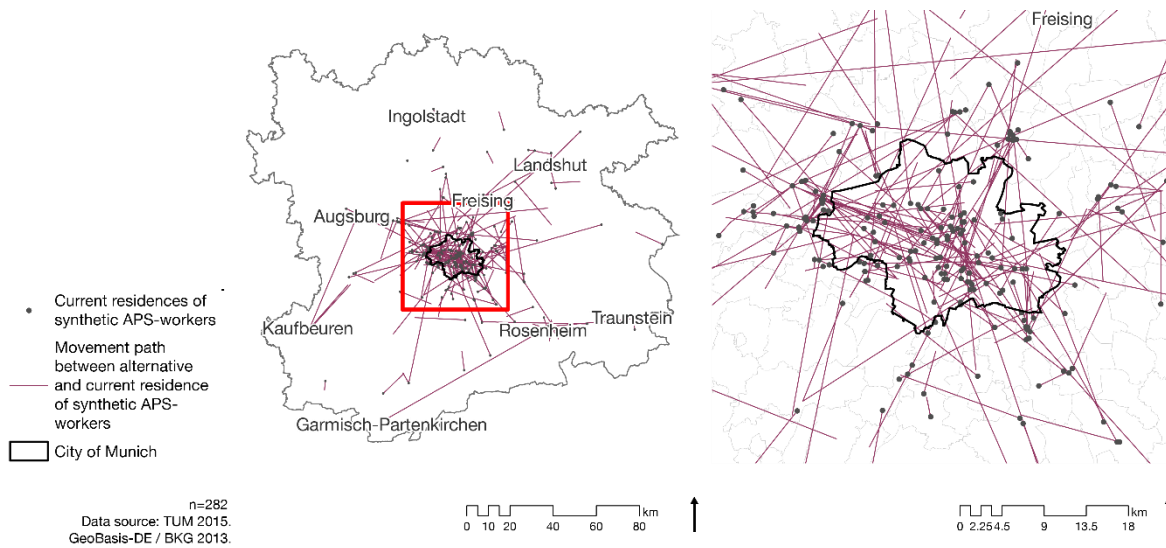 Ingolstadt
Landshut
Freising
Augsburg
Kaufbeuren
Rosenheim
Traunstein
Garmisch-Partenkirchen
Freising
Current residences of
synthetic APS-workers
Movement path
between alternative
and current residence
of synthetic APS-
workers
City of Munich
n=282
Data source: TUM 2015.
GeoBasis-DE / BKG 2013.
km
0 10 20 40 60 80
km
0 2.254.5 9 13.5 18